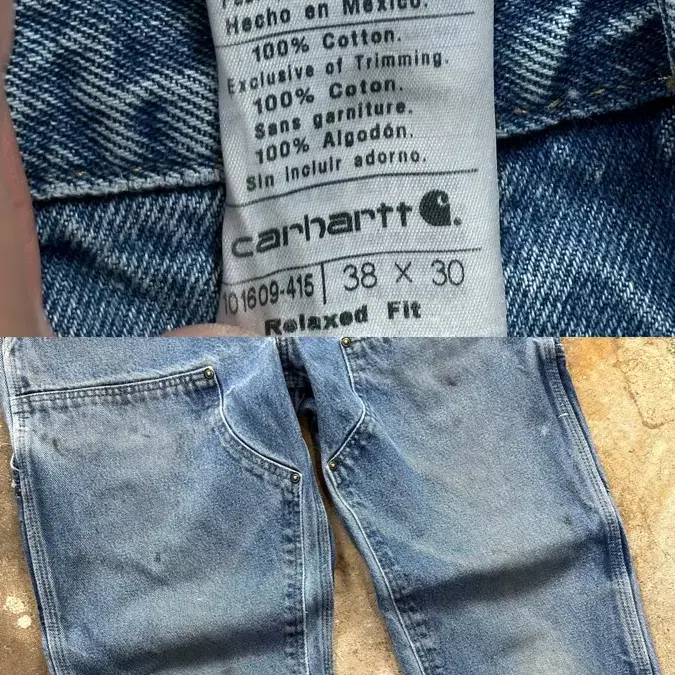 Hecho en México.
100% Cotton.
Exclusive of Trimming.
100% Coton.
Sans garniture.
100% Algodón.
Sin incluir adorno.
carhartt
101609-415 | 38 X 30
Relaxed Fit